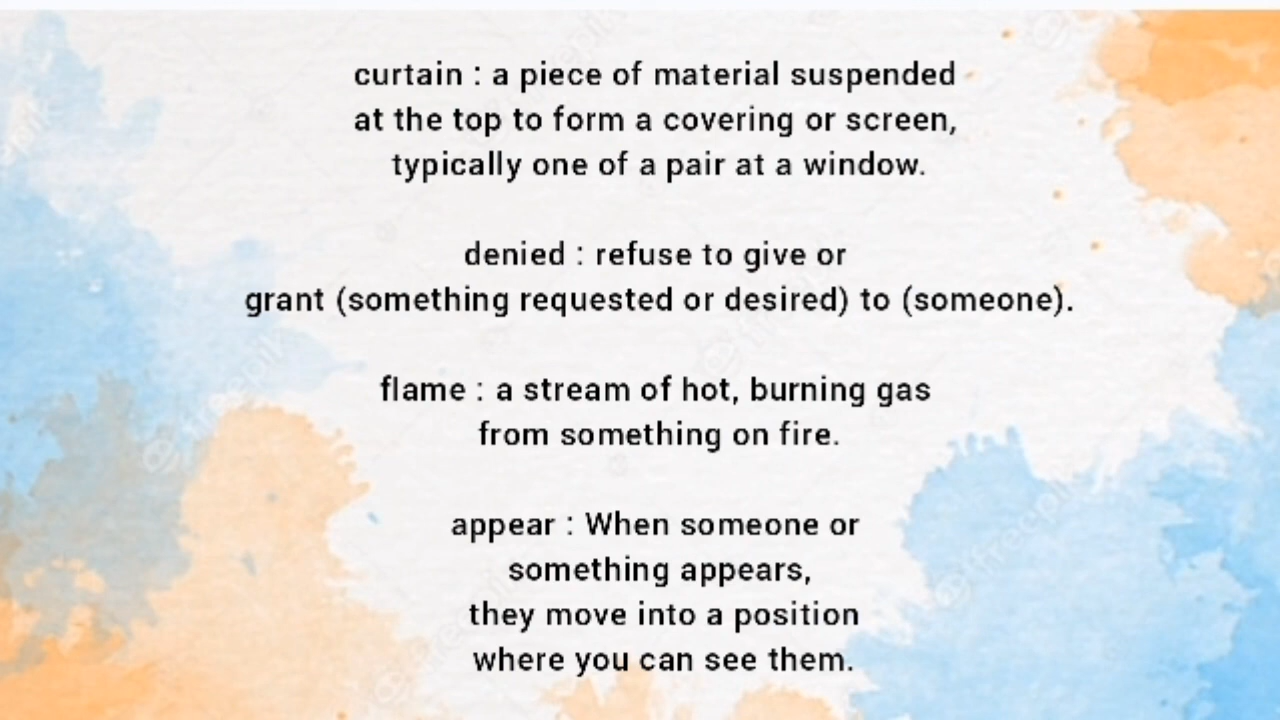 curtain : a piece of material suspended
at the top to form a covering or screen,
typically one of a pair at a window.
denied : refuse to give or
grant (something requested or desired) to (someone).
flame : a stream of hot, burning gas
from something on fire.
appear : When someone or
something appears,
they move into a position
where you can see them.